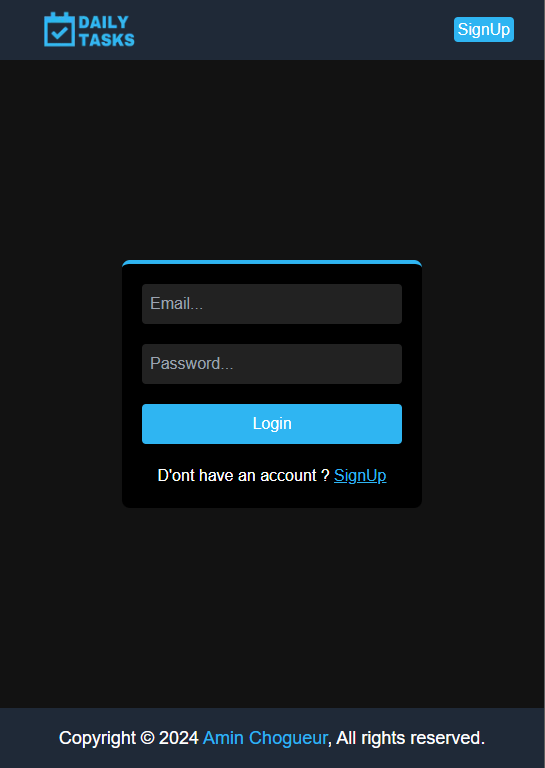 DAILY
TASKS
SignUp
Email...
Password...
Login
D'ont have an account ? SignUp
Copyright © 2024 Amin Chogueur, All rights reserved.